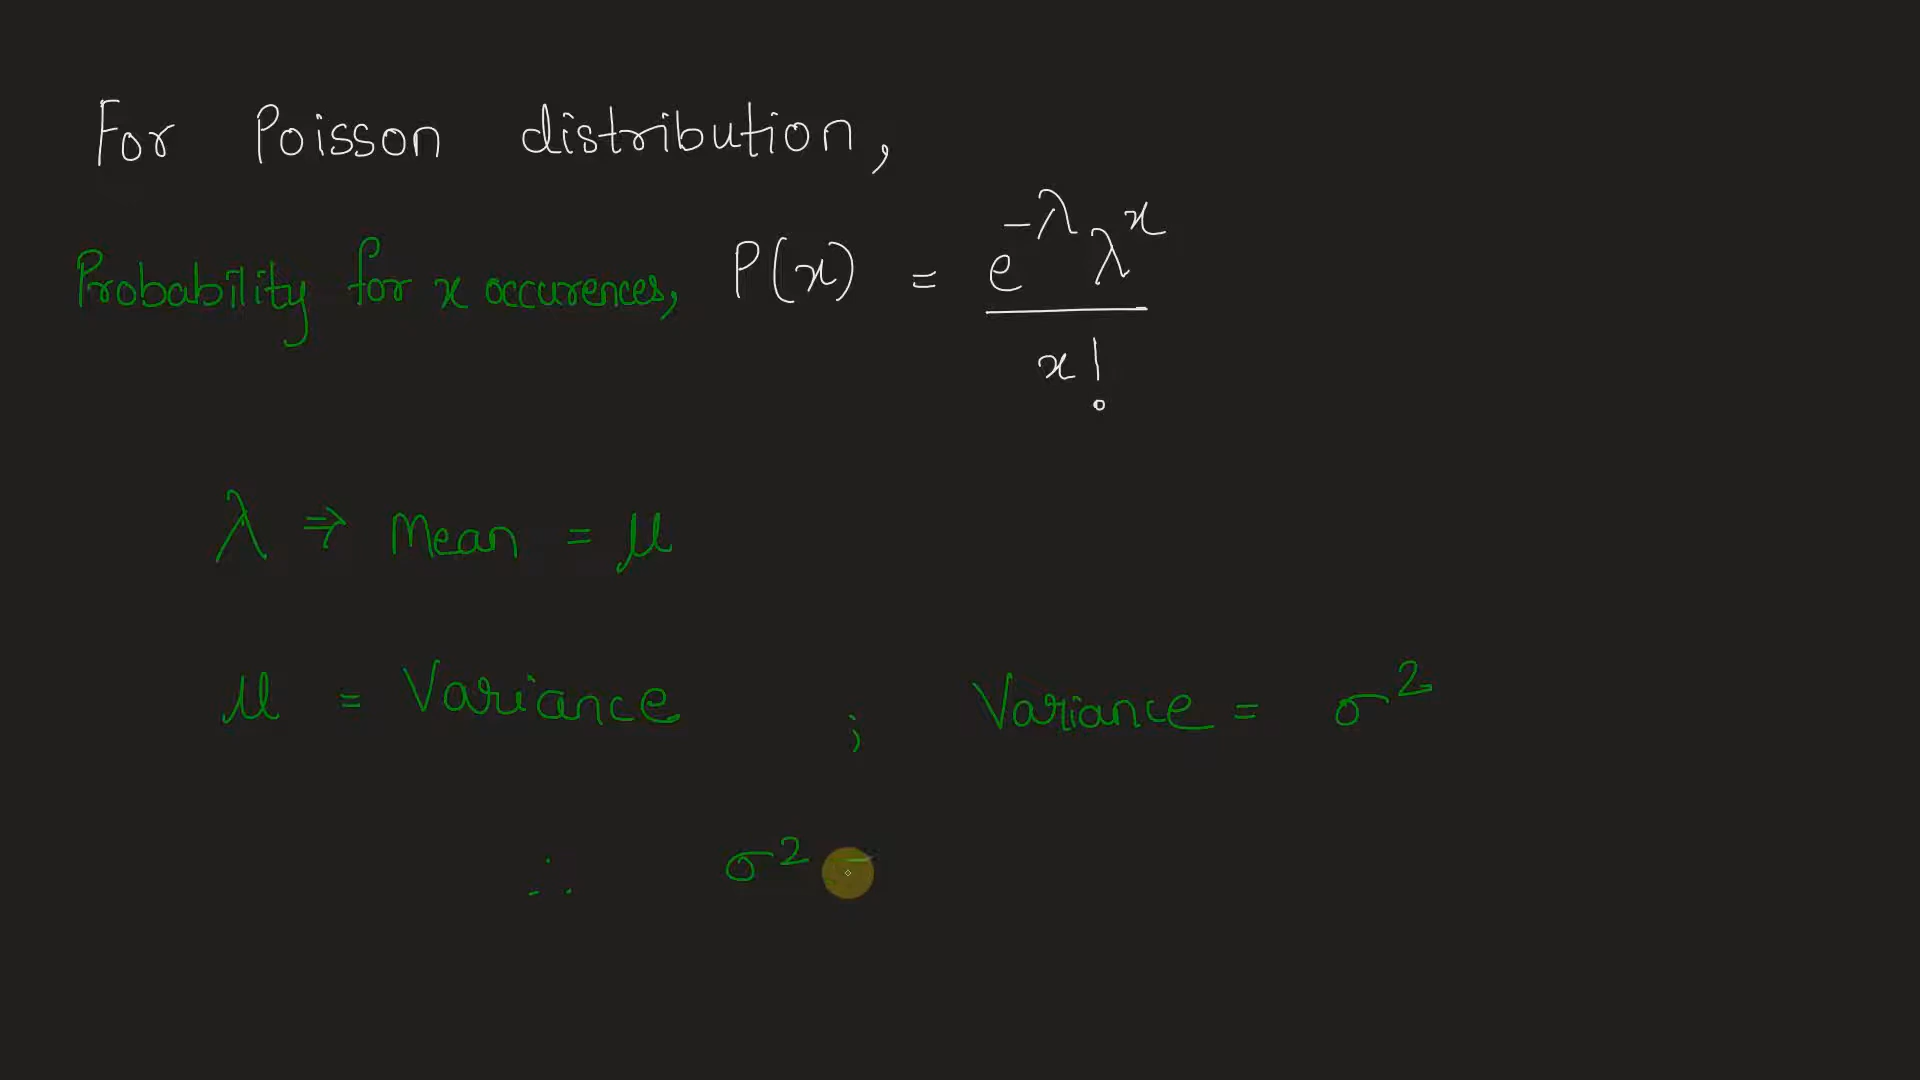 For Poisson distribution,
Probability for x occurences, P(x) = e^-λ λ^x / x!
λ ⇒ Mean = μ
μ = Variance ; Variance = σ²
∴ σ² -